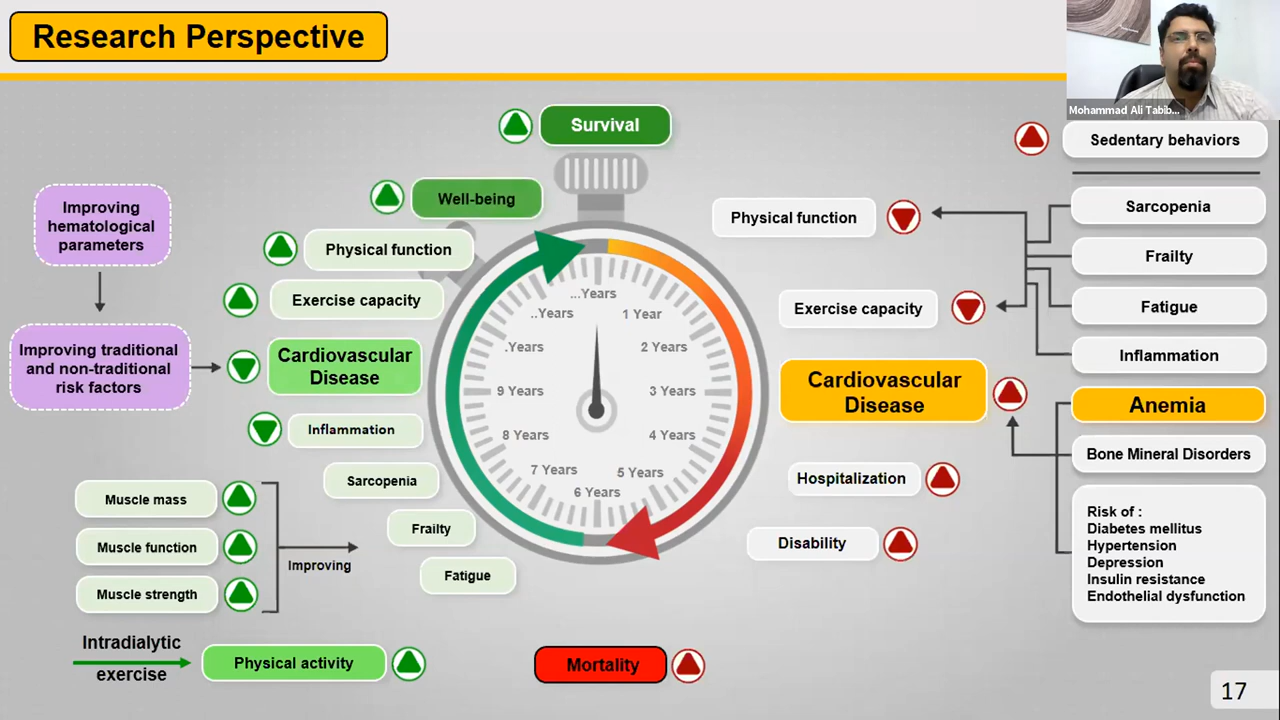 Research Perspective
Mohammad Ali Tabib...
Survival
Well-being
Physical function
Exercise capacity
Cardiovascular
Disease
Inflammation
Sarcopenia
Frailty
Fatigue
Improving
hematological
parameters
Improving traditional
and non-traditional
risk factors
Muscle mass
Muscle function
Muscle strength
Improving
Intradialytic
exercise
Physical activity
...Years
..Years
.Years
9 Years
8 Years
7 Years
6 Years
5 Years
4 Years
3 Years
2 Years
1 Year
Mortality
Physical function
Exercise capacity
Cardiovascular
Disease
Hospitalization
Disability
Sedentary behaviors
Sarcopenia
Frailty
Fatigue
Inflammation
Anemia
Bone Mineral Disorders
Risk of :
Diabetes mellitus
Hypertension
Depression
Insulin resistance
Endothelial dysfunction
17